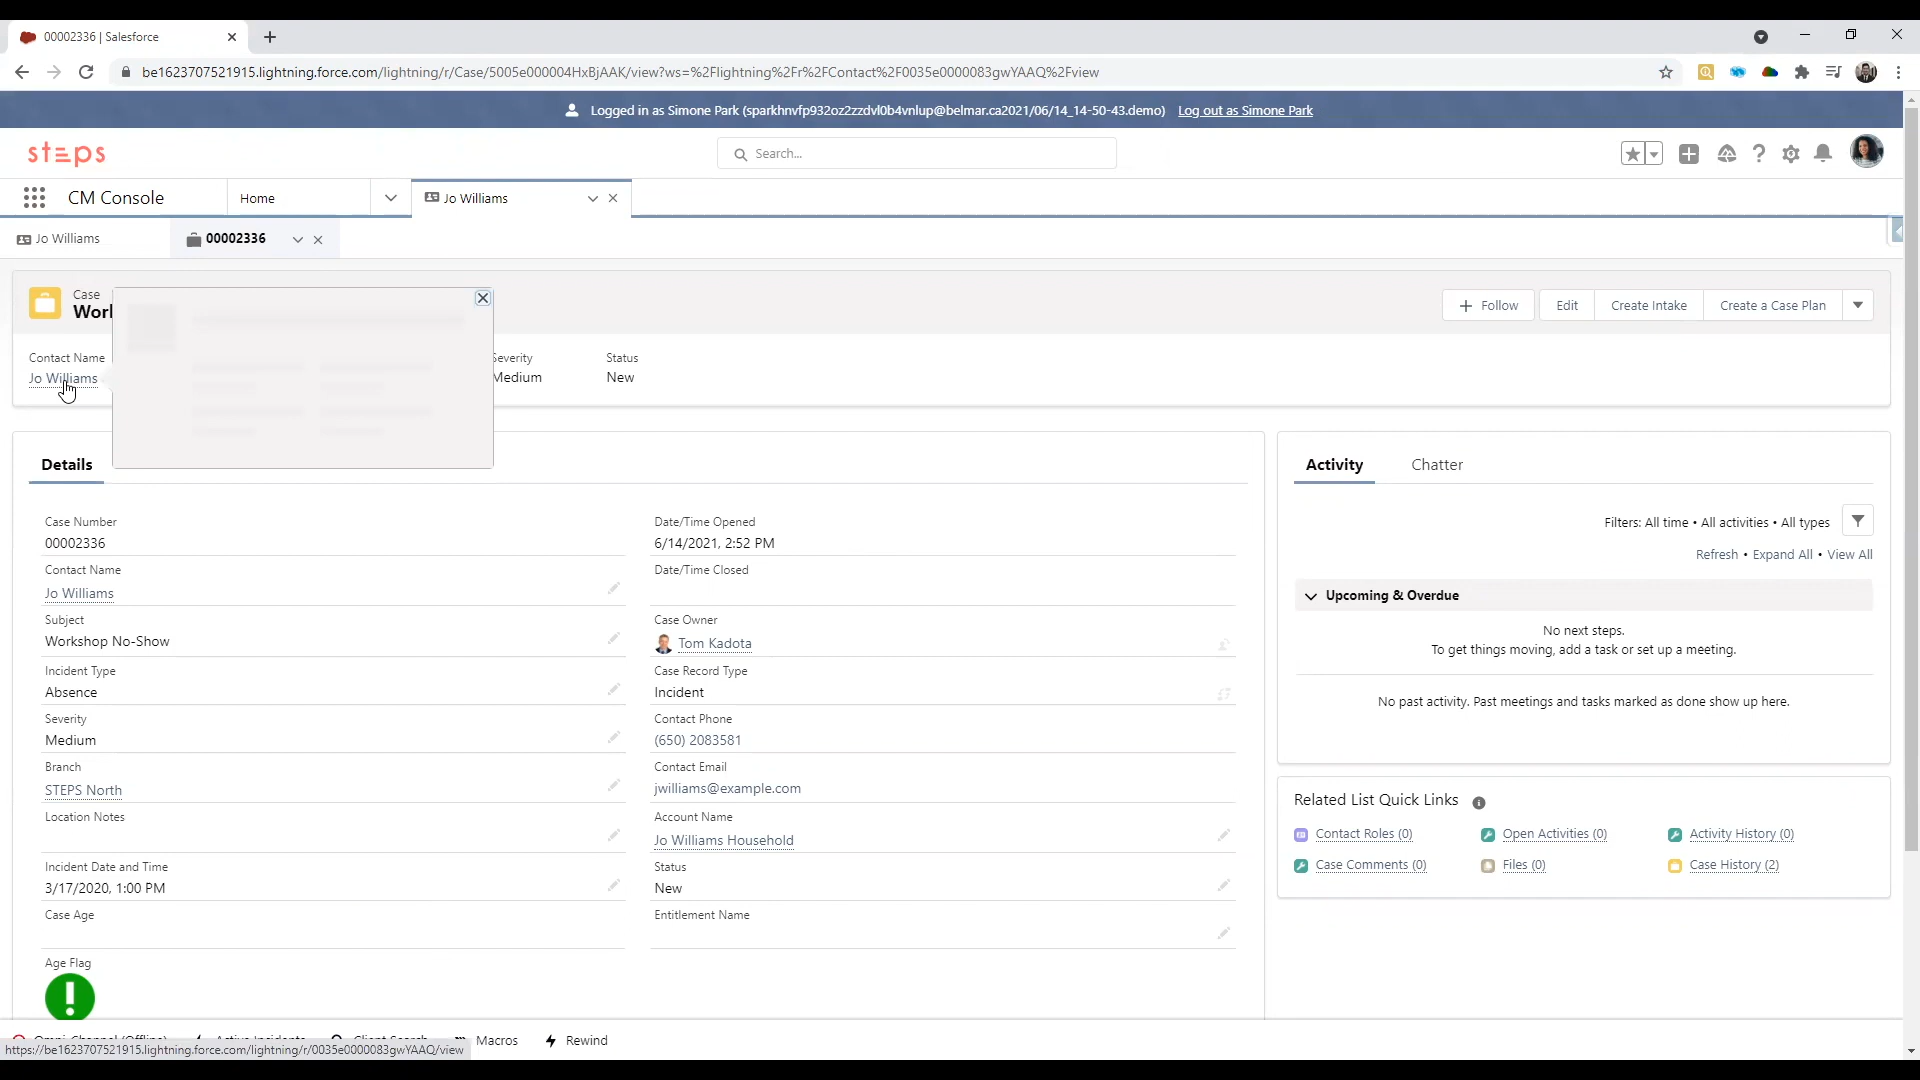 00002336 | Salesforce
be1623707521915.lightning.force.com/lightning/r/Case/5005e000004HxBjAAK/view?ws=%2Flightning%2Fr%2FContact%2F0035e0000083gwYAAQ%2Fview
Logged in as Simone Park (sparkhnvfp932oz2zzdvl0b4vnlup@belmar.ca2021/06/14_14-50-43.demo) Log out as Simone Park
steps
Search...
CM Console
Home
Jo Williams
Jo Williams
00002336
Case
Follow
Edit
Create Intake
Create a Case Plan
Contact Name
Severity
Status
Jo Williams
Medium
New
Details
Activity
Chatter
Case Number
00002336
Date/Time Opened
6/14/2021, 2:52 PM
Contact Name
Jo Williams
Date/Time Closed
Subject
Workshop No-Show
Case Owner
Tom Kadota
Incident Type
Absence
Case Record Type
Incident
Severity
Medium
Contact Phone
(650) 2083581
Branch
STEPS North
Contact Email
jwilliams@example.com
Location Notes
Account Name
Jo Williams Household
Incident Date and Time
3/17/2020, 1:00 PM
Status
New
Case Age
Entitlement Name
Age Flag
Filters: All time • All activities • All types
Refresh • Expand All • View All
Upcoming & Overdue
No next steps.
To get things moving, add a task or set up a meeting.
No past activity. Past meetings and tasks marked as done show up here.
Related List Quick Links
Contact Roles (0)
Open Activities (0)
Activity History (0)
Case Comments (0)
Files (0)
Case History (2)
Macros
Rewind
https://be1623707521915.lightning.force.com/lightning/r/0035e0000083gwYAAQ/view